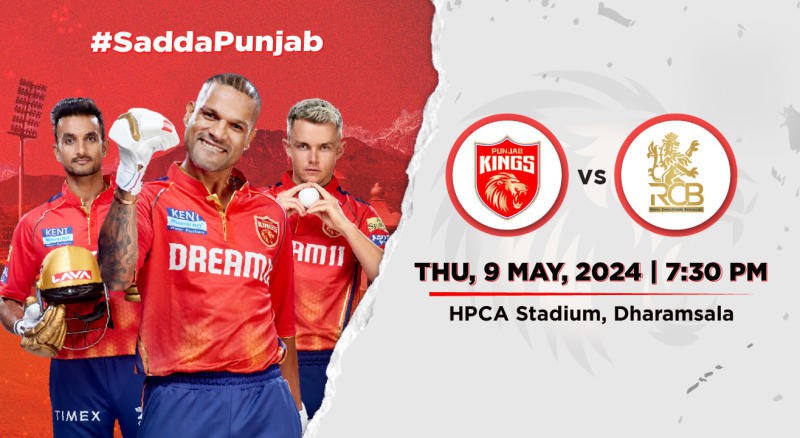 #SaddaPunjab
KENT
DREAM11
KENT
DREAM11
LAVA
TIMEX
PUNJAB
KINGS
VS
RCB
THU, 9 MAY, 2024 | 7:30 PM
HPCA Stadium, Dharamsala